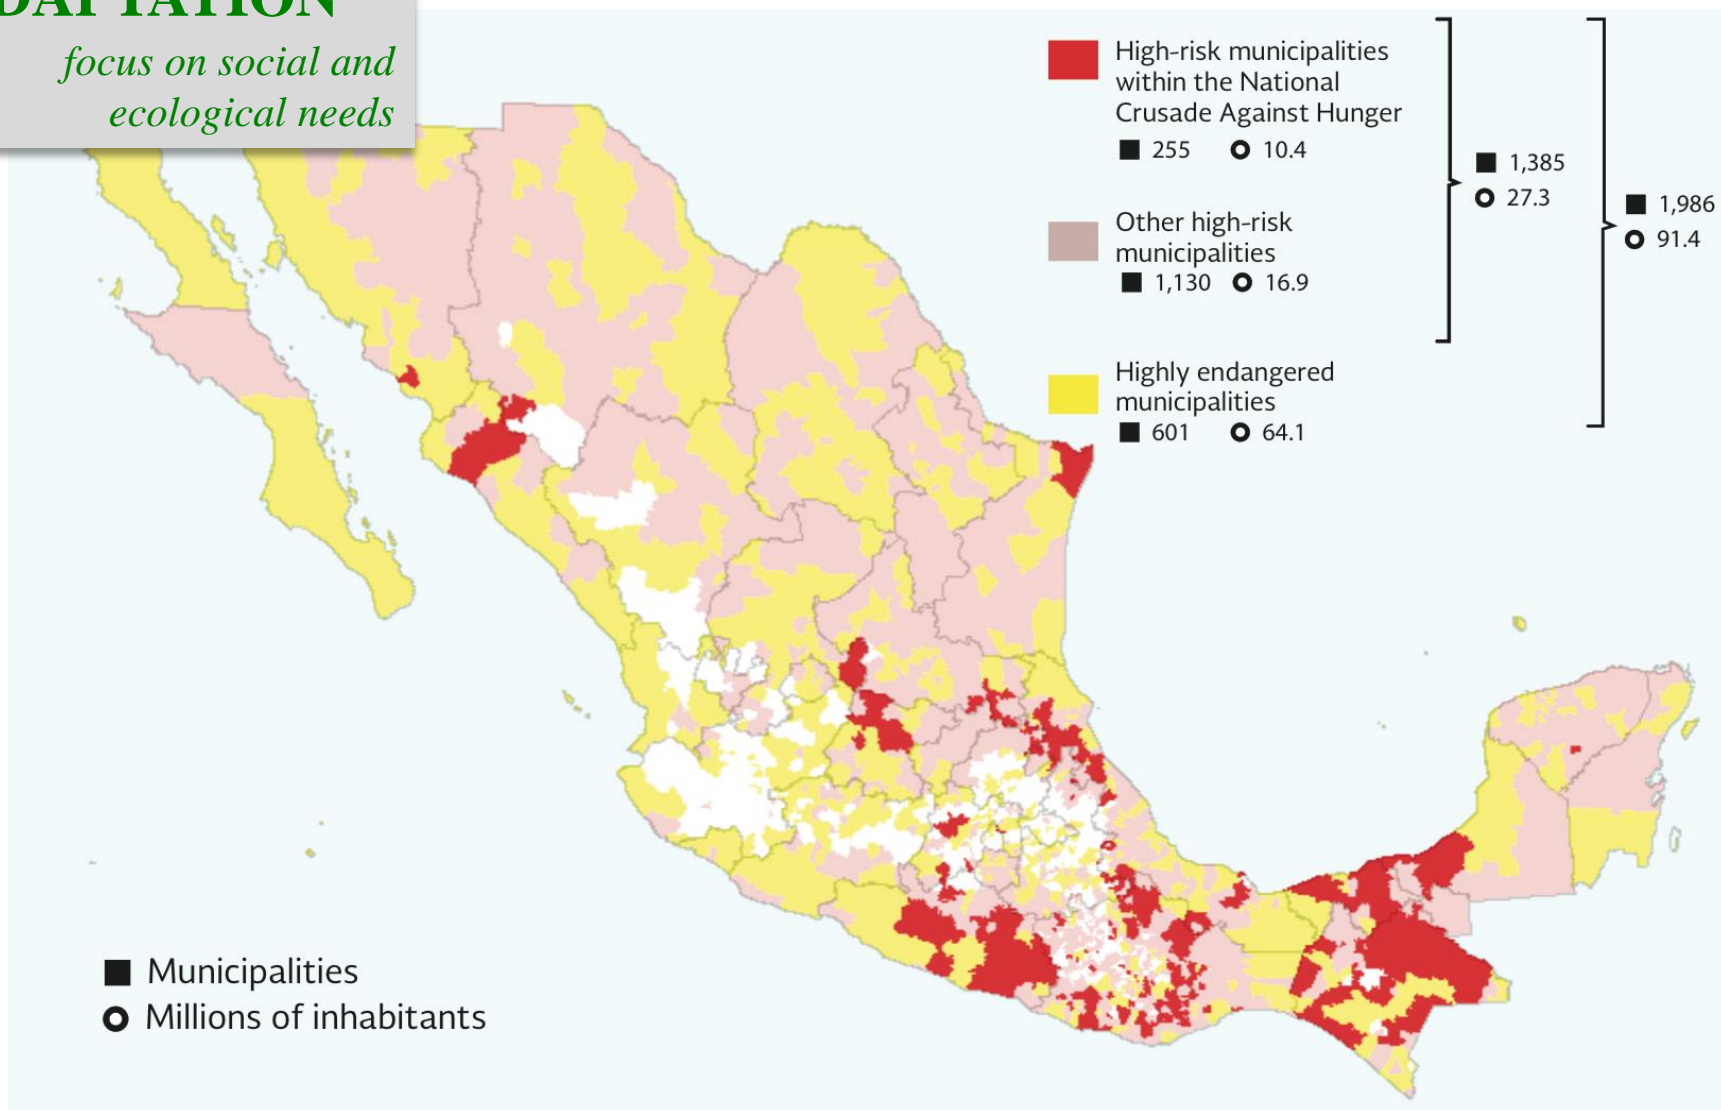 focus on social and
ecological needs
High-risk municipalities
within the National
Crusade Against Hunger
255 10.4
1,385
27.3
1,986
91.4
Other high-risk
municipalities
1,130 16.9
Highly endangered
municipalities
601 64.1
Municipalities
Millions of inhabitants